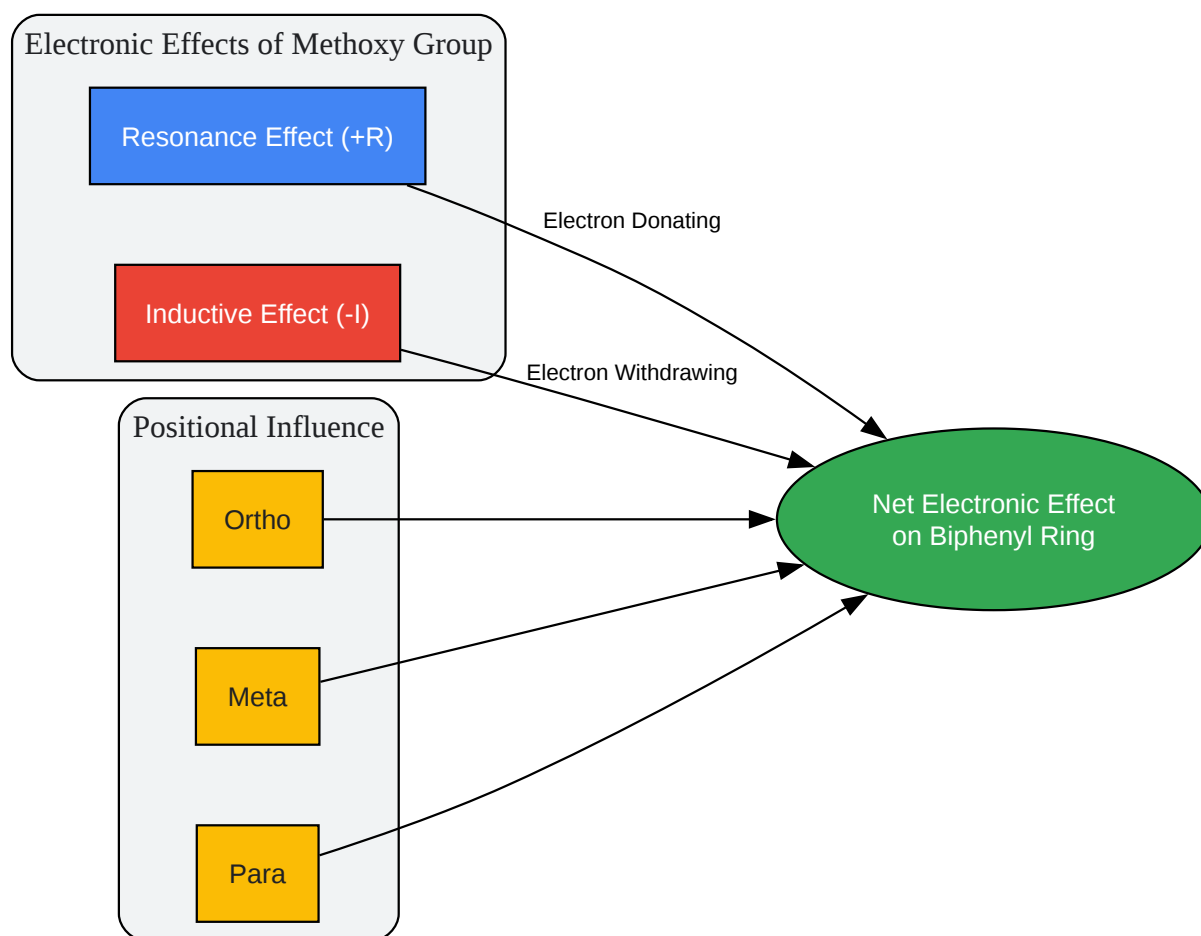 Electronic Effects of Methoxy Group
Resonance Effect (+R)
Electron Donating
Inductive Effect (-I)
Electron Withdrawing
Positional Influence
Ortho
Meta
Para
Net Electronic Effect
on Biphenyl Ring